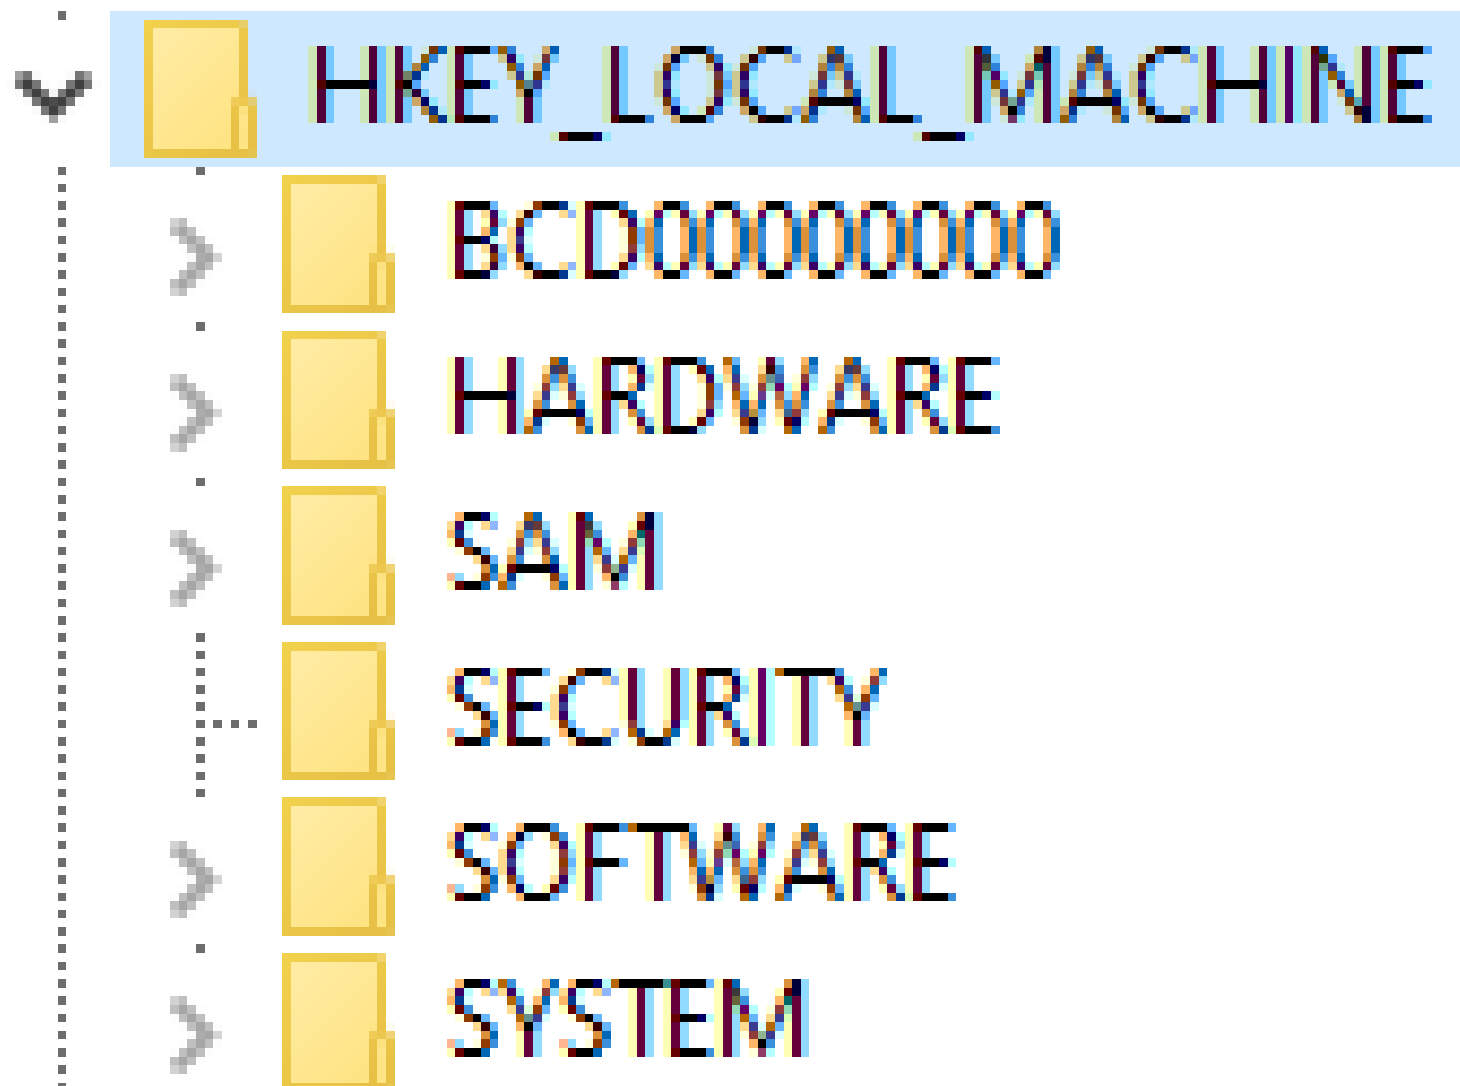 HKEY_LOCAL_MACHINE
BCD00000000
HARDWARE
SAM
SECURITY
SOFTWARE
SYSTEM